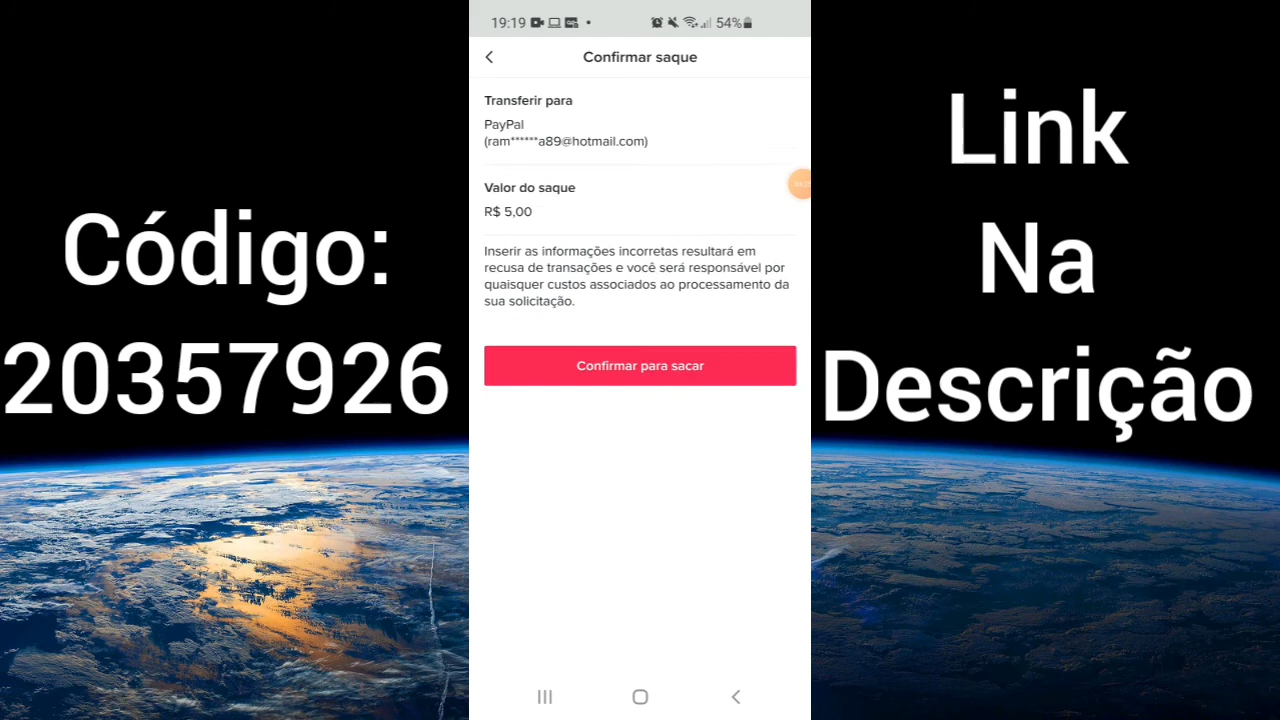 Código:
20357926
19:19
54%
Confirmar saque
Transferir para
PayPal
(ram******a89@hotmail.com)
Valor do saque
R$ 5,00
Inserir as informações incorretas resultará em
recusa de transações e você será responsável por
quaisquer custos associados ao processamento da
sua solicitação.
Confirmar para sacar
Link
Na
Descrição